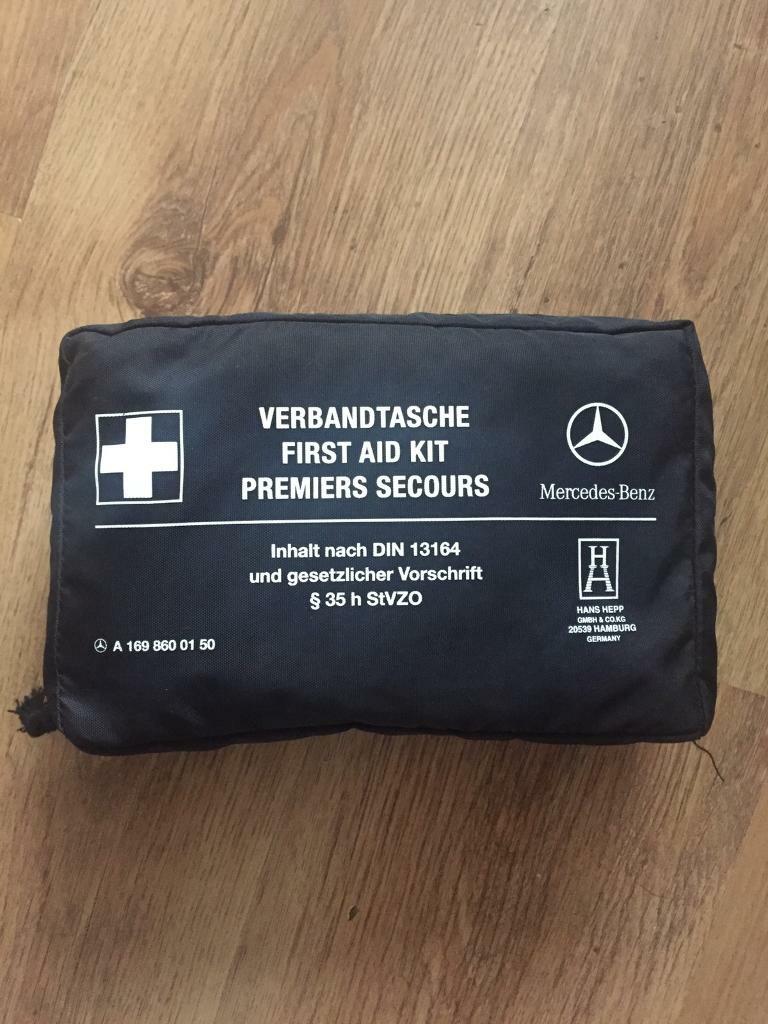 VERBANDTASCHE
FIRST AID KIT
PREMIERS SECOURS
Mercedes-Benz
Inhalt nach DIN 13164
und gesetzlicher Vorschrift
§ 35 h StVZO
H
A
HANS HEPP
GMBH & CO.KG
20539 HAMBURG
GERMANY
A 169 860 01 50